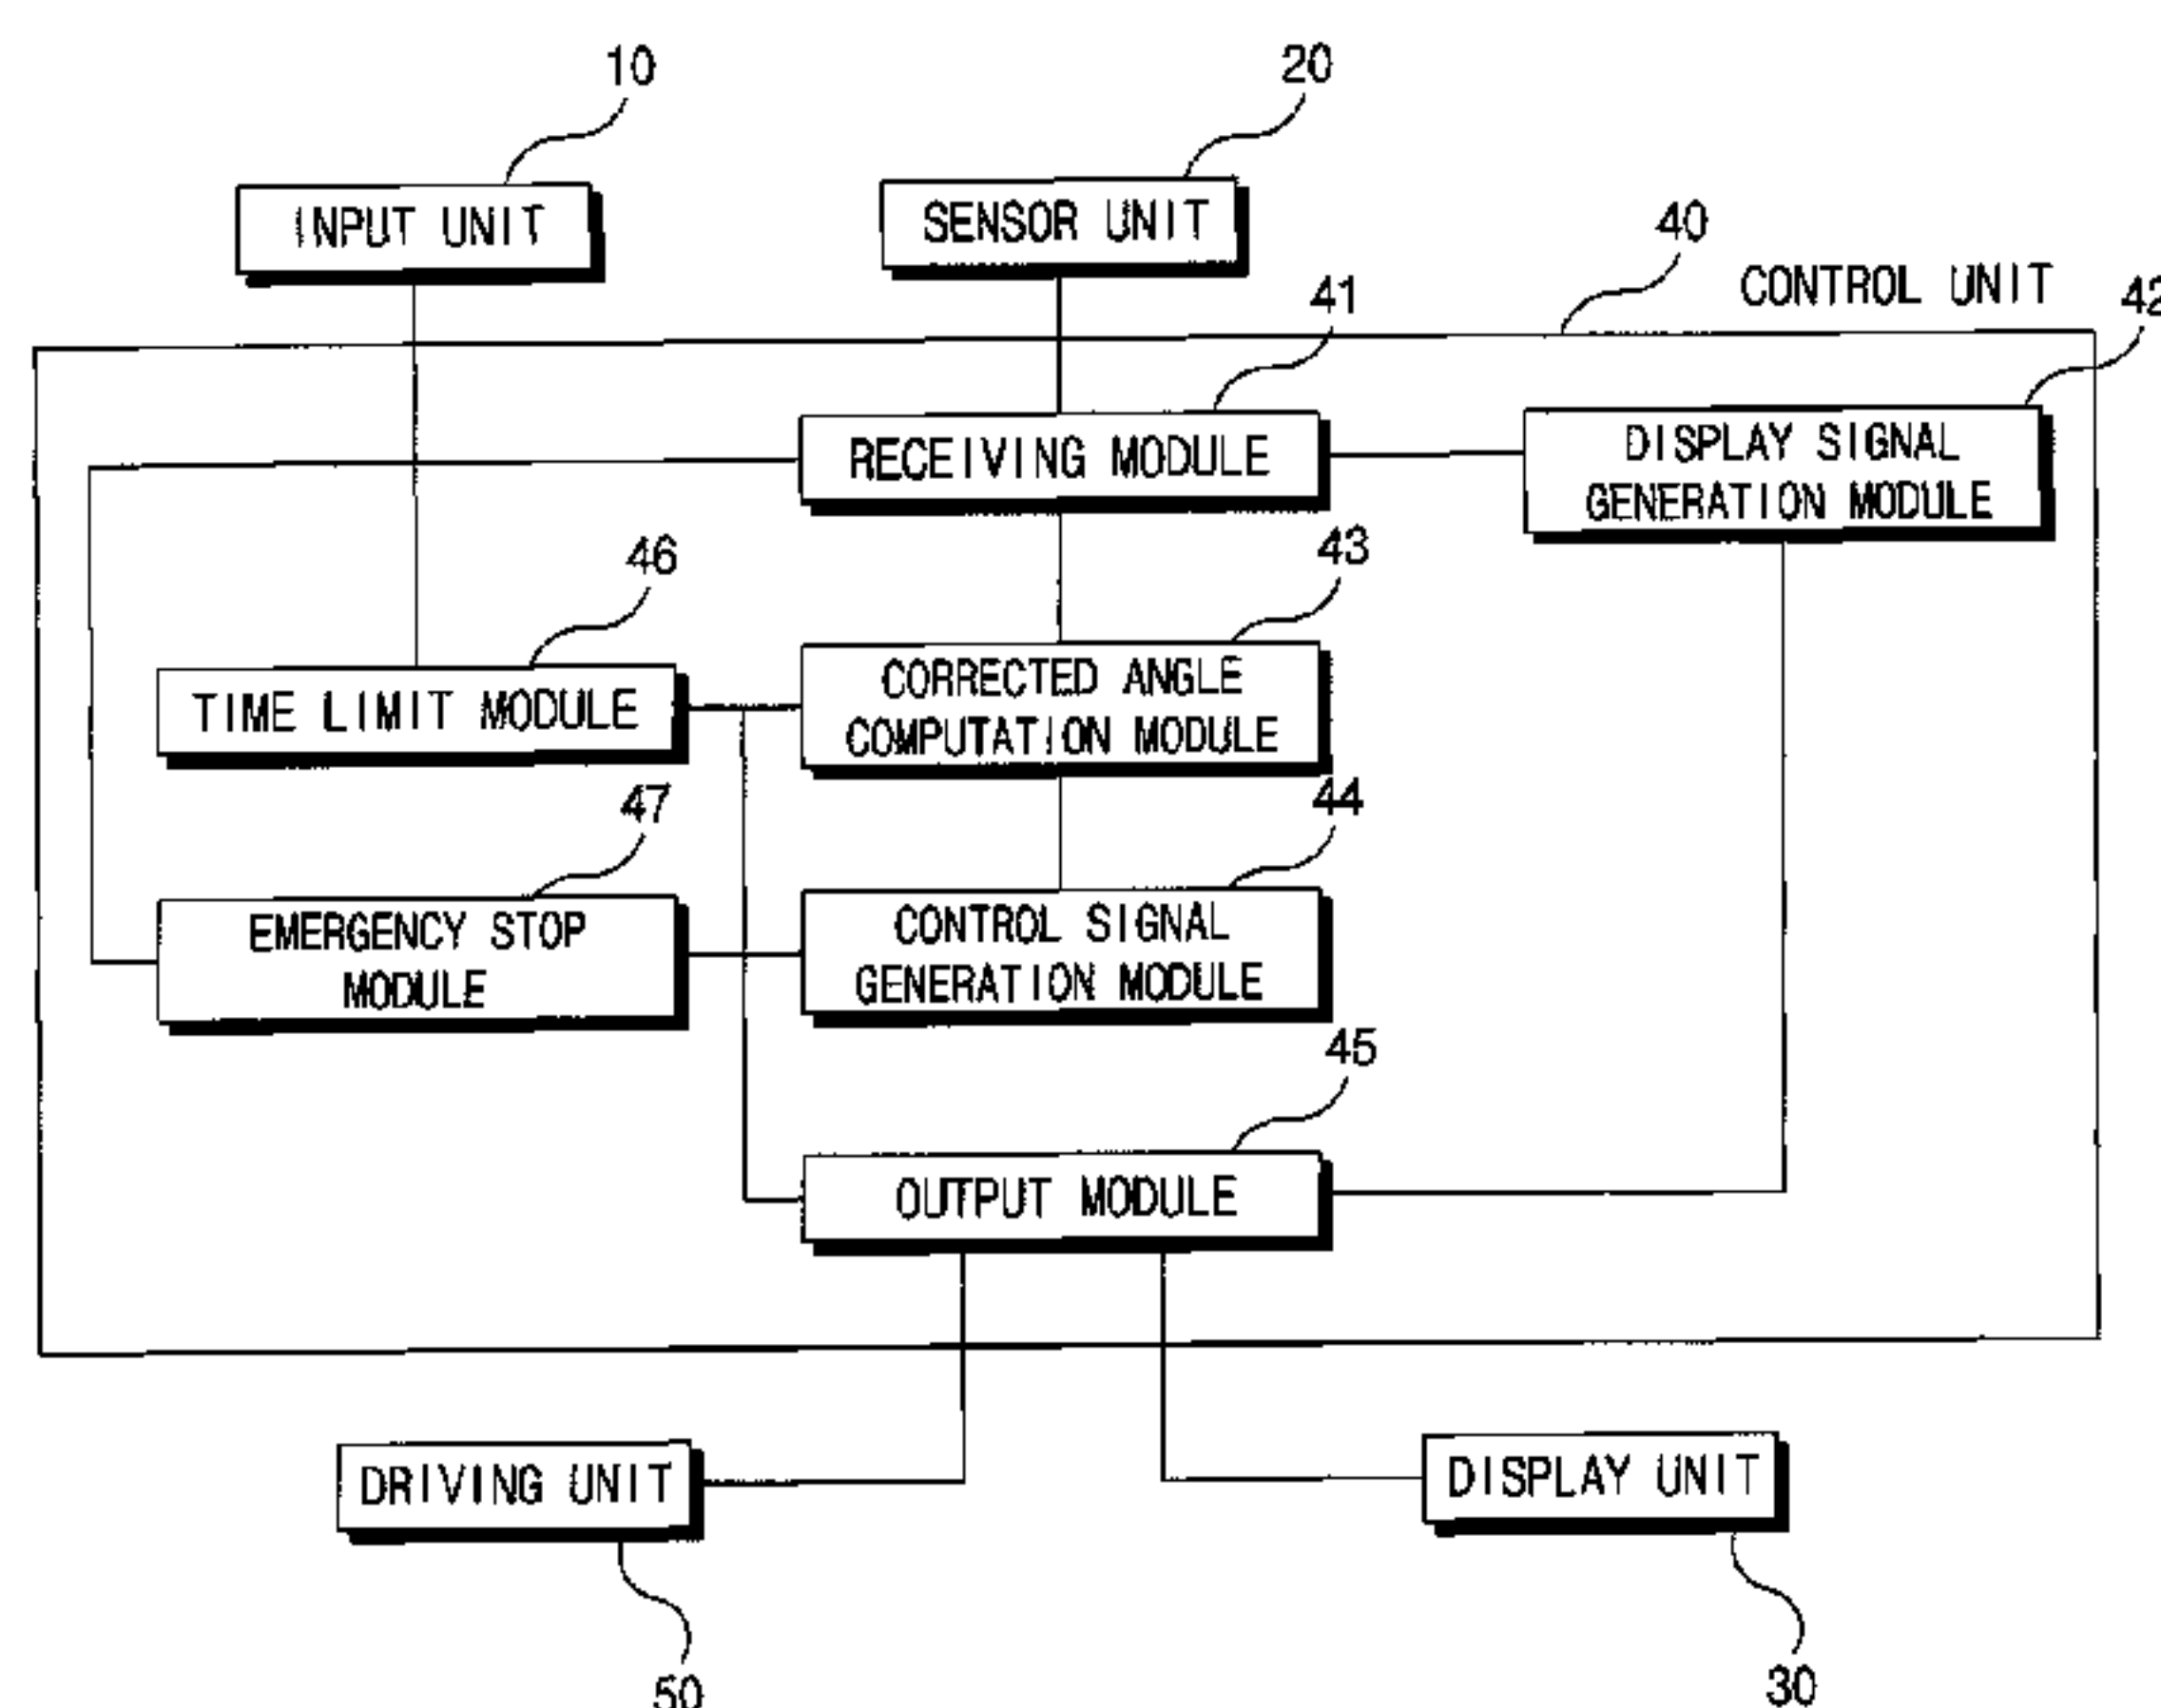 10
20
INPUT UNIT
SENSOR UNIT
40
CONTROL UNIT
41
42
RECEIVING MODULE
DISPLAY SIGNAL
GENERATION MODULE
46
43
TIME LIMIT MODULE
CORRECTED ANGLE
COMPUTATION MODULE
47
44
EMERGENCY STOP
MODULE
CONTROL SIGNAL
GENERATION MODULE
45
OUTPUT MODULE
DRIVING UNIT
DISPLAY UNIT
50
30